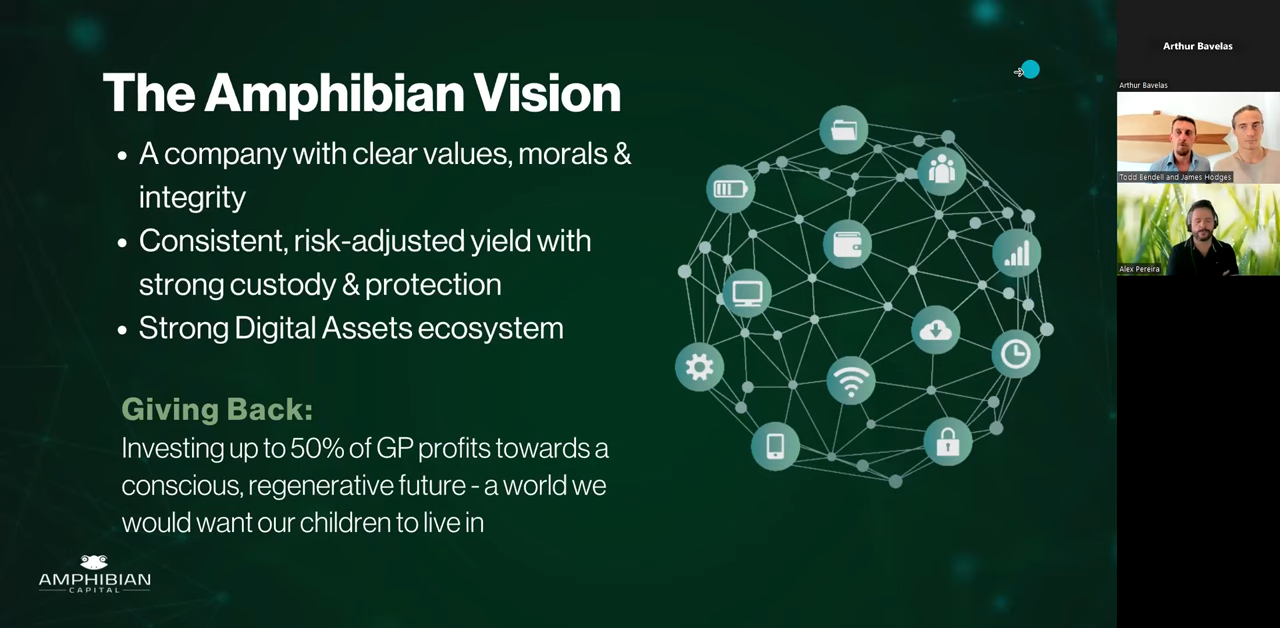 The Amphibian Vision
• A company with clear values, morals &
integrity
• Consistent, risk-adjusted yield with
strong custody & protection
• Strong Digital Assets ecosystem
Giving Back:
Investing up to 50% of GP profits towards a
conscious, regenerative future - a world we
would want our children to live in
AMPHIBIAN
CAPITAL
Arthur Bavelas
Arthur Bavelas
Todd Bendell and James Hodges
Alex Pereira